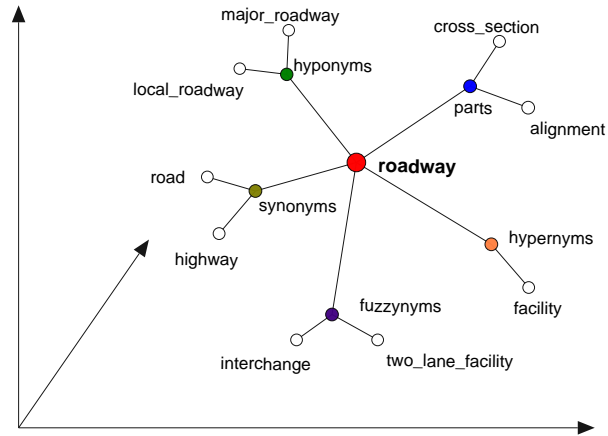 major_roadway
cross_section
hyponyms
local_roadway
parts
alignment
roadway
road
synonyms
hypernyms
highway
fuzzynyms
facility
interchange
two_lane_facility